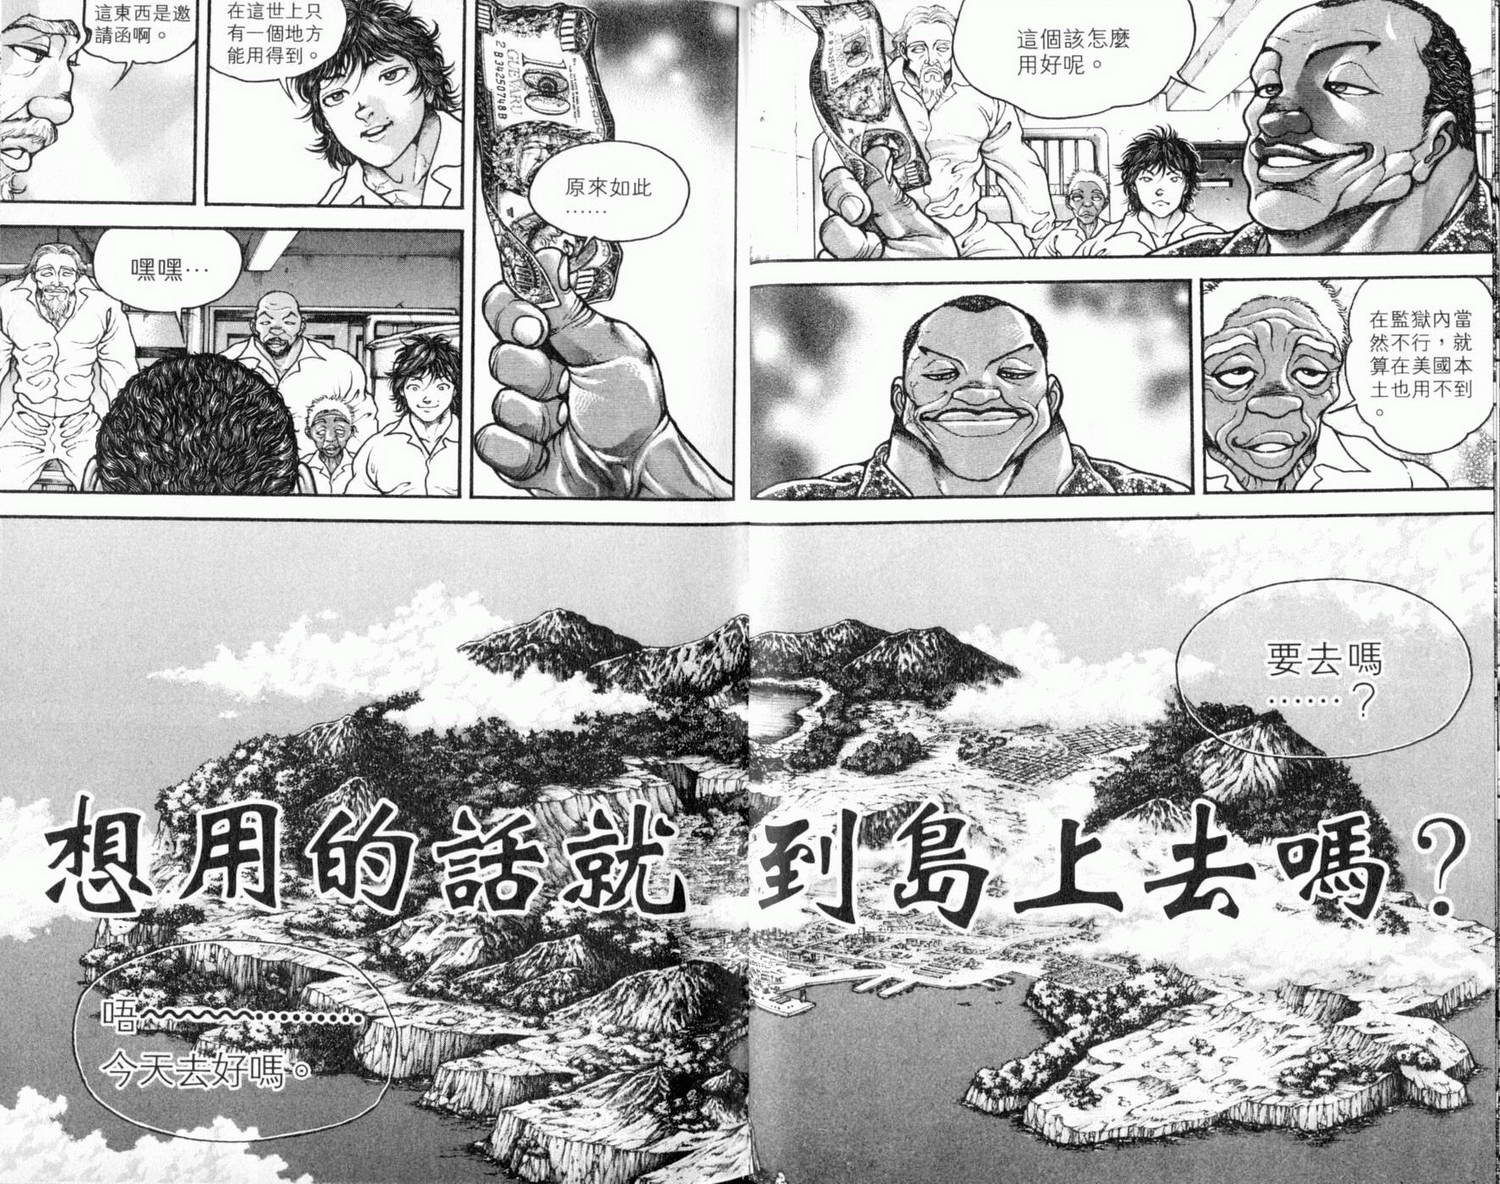 這個該怎麼
用好呢。
在監獄內當
然不行，就
算在美國本
土也用不到
。
原來如此
……
100
GUEVARU
2B34250748B
在這世上只
有一個地方
能用得到。
這東西是邀
請函啊。
嘿嘿…
要去嗎
……？
想用的話就到島上去嗎？
唔～～～………
今天去好嗎。